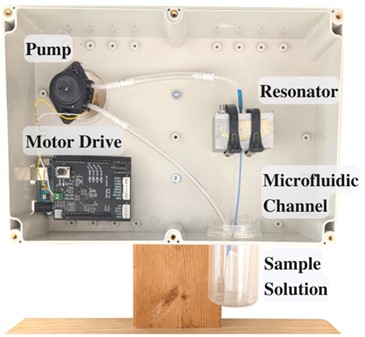 Pump
Resonator
Motor Drive
Microfluidic
Channel
Sample
Solution